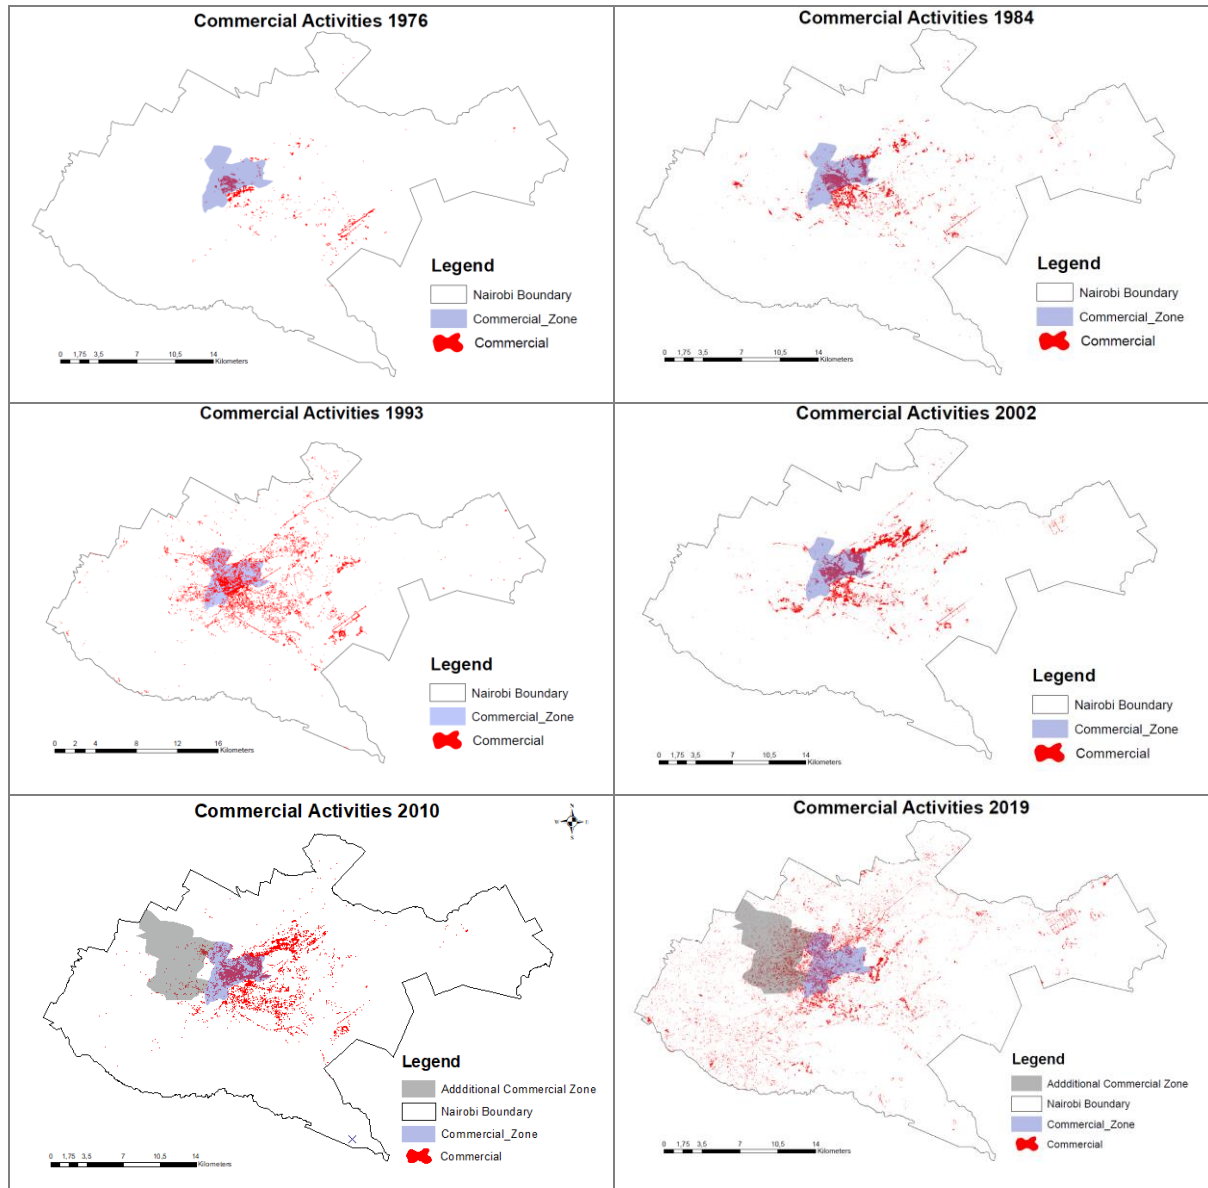 Commercial Activities 1976
Legend
Nairobi Boundary
Commercial_Zone
Commercial
0 1,75 3,5 7 10,5 14
Kilometers
Commercial Activities 1984
Legend
Nairobi Boundary
Commercial_Zone
Commercial
0 1,75 3,5 7 10,5 14
Kilometers
Commercial Activities 1993
Legend
Nairobi Boundary
Commercial_Zone
Commercial
0 2 4 8 12 16
Kilometers
Commercial Activities 2002
Legend
Nairobi Boundary
Commercial_Zone
Commercial
0 1,75 3,5 7 10,5 14
Kilometers
Commercial Activities 2010
N
W E
S
Legend
Addditional Commercial Zone
Nairobi Boundary
Commercial_Zone
Commercial
0 1,75 3,5 7 10,5 14
Kilometers
Commercial Activities 2019
Legend
Addditional Commercial Zone
Nairobi Boundary
Commercial_Zone
Commercial
0 1,75 3,5 7 10,5 14
Kilometers